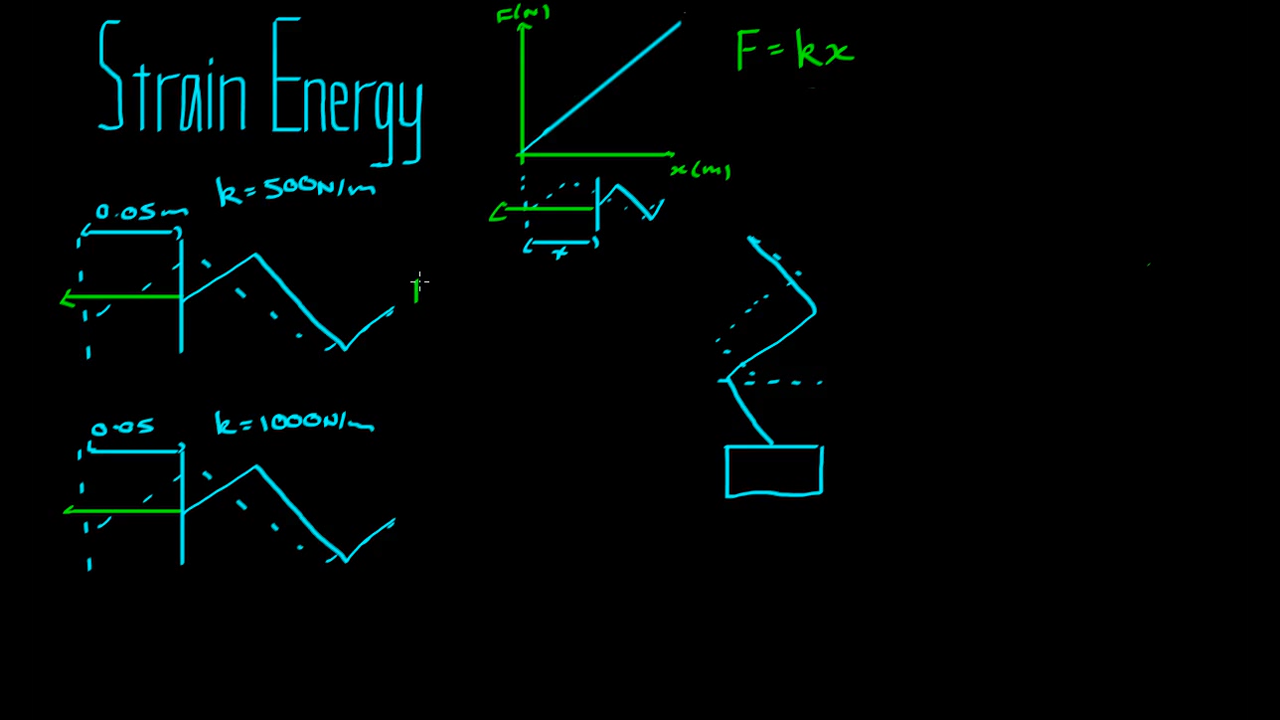 Strain Energy
F(N)
F = kx
x(m)
k = 500N/m
0.05m
x
0.05
k = 1000N/m